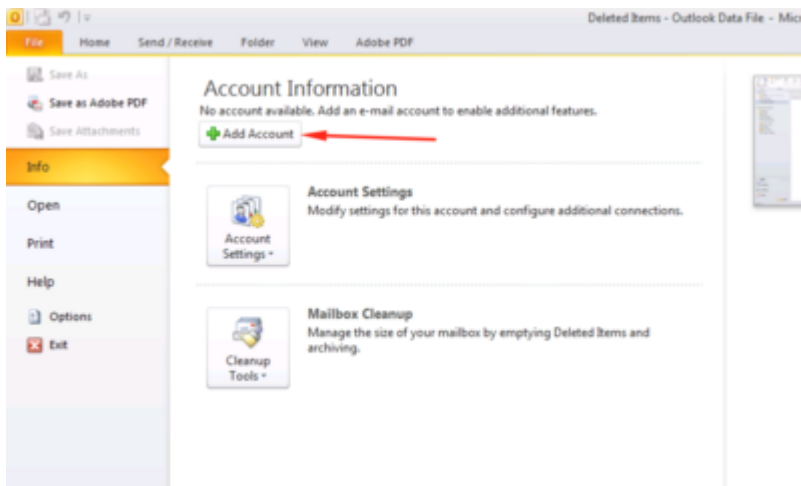 Deleted Items - Outlook Data File - Micr
File Home Send / Receive Folder View Adobe PDF
Save As
Save as Adobe PDF
Save Attachments
Info
Open
Print
Help
Options
Exit
Account Information
No account available. Add an e-mail account to enable additional features.
Add Account
Account Settings
Modify settings for this account and configure additional connections.
Account
Settings
Mailbox Cleanup
Manage the size of your mailbox by emptying Deleted Items and
archiving.
Cleanup
Tools